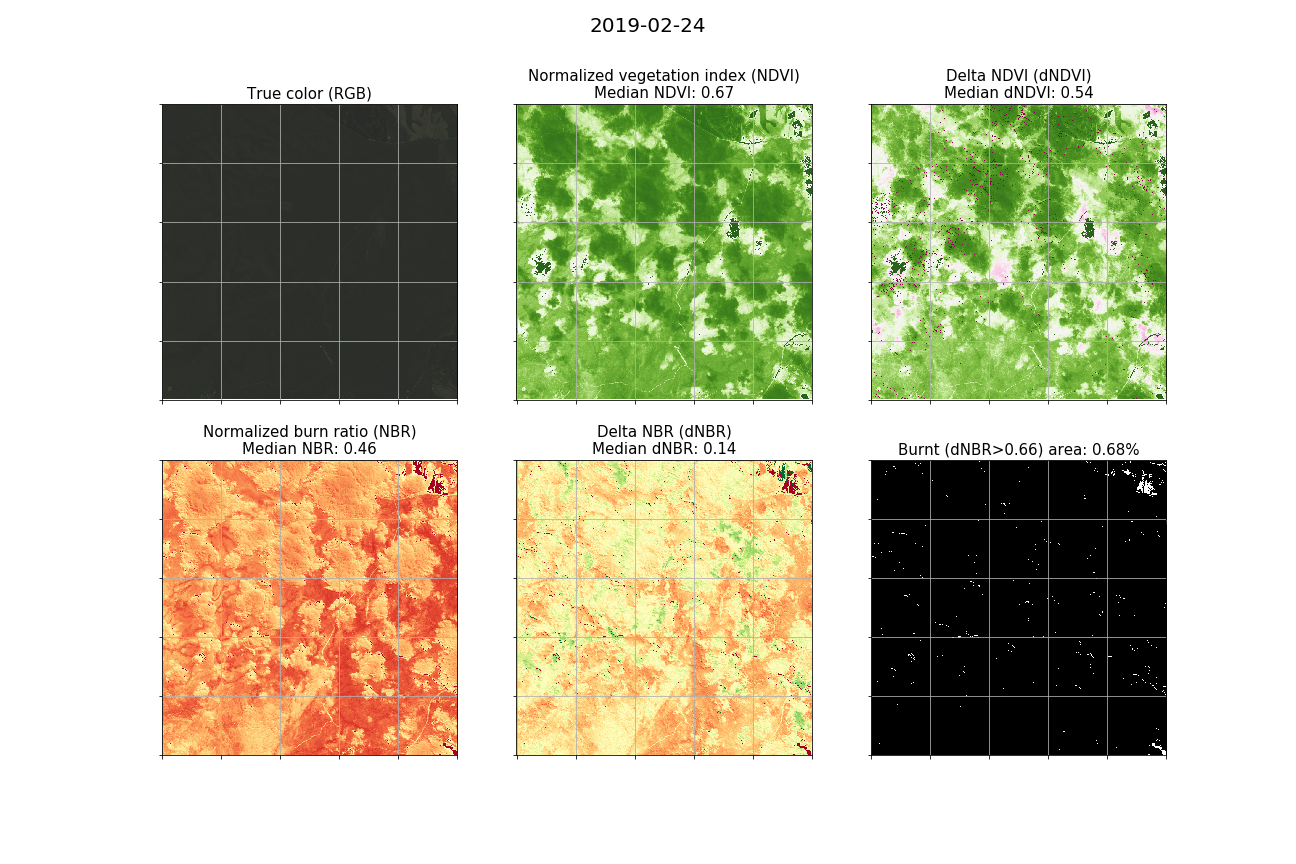 2019-02-24
True color (RGB)
Normalized vegetation index (NDVI)
Median NDVI: 0.67
Delta NDVI (dNDVI)
Median dNDVI: 0.54
Normalized burn ratio (NBR)
Median NBR: 0.46
Delta NBR (dNBR)
Median dNBR: 0.14
Burnt (dNBR>0.66) area: 0.68%